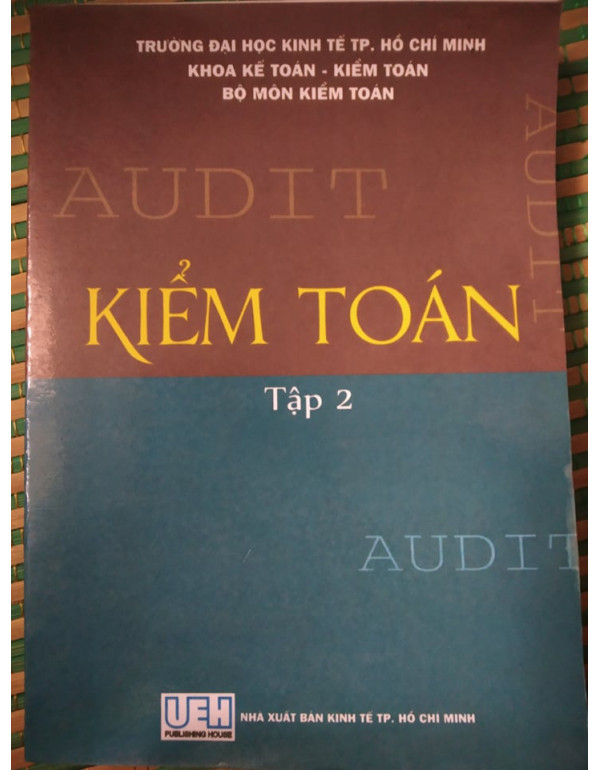 TRƯỜNG ĐẠI HỌC KINH TẾ TP. HỒ CHÍ MINH
KHOA KẾ TOÁN - KIỂM TOÁN
BỘ MÔN KIỂM TOÁN
AUDIT
AUDIT
KIỂM TOÁN
Tập 2
AUDIT
UEH
PUBLISHING HOUSE
NHÀ XUẤT BẢN KINH TẾ TP. HỒ CHÍ MINH